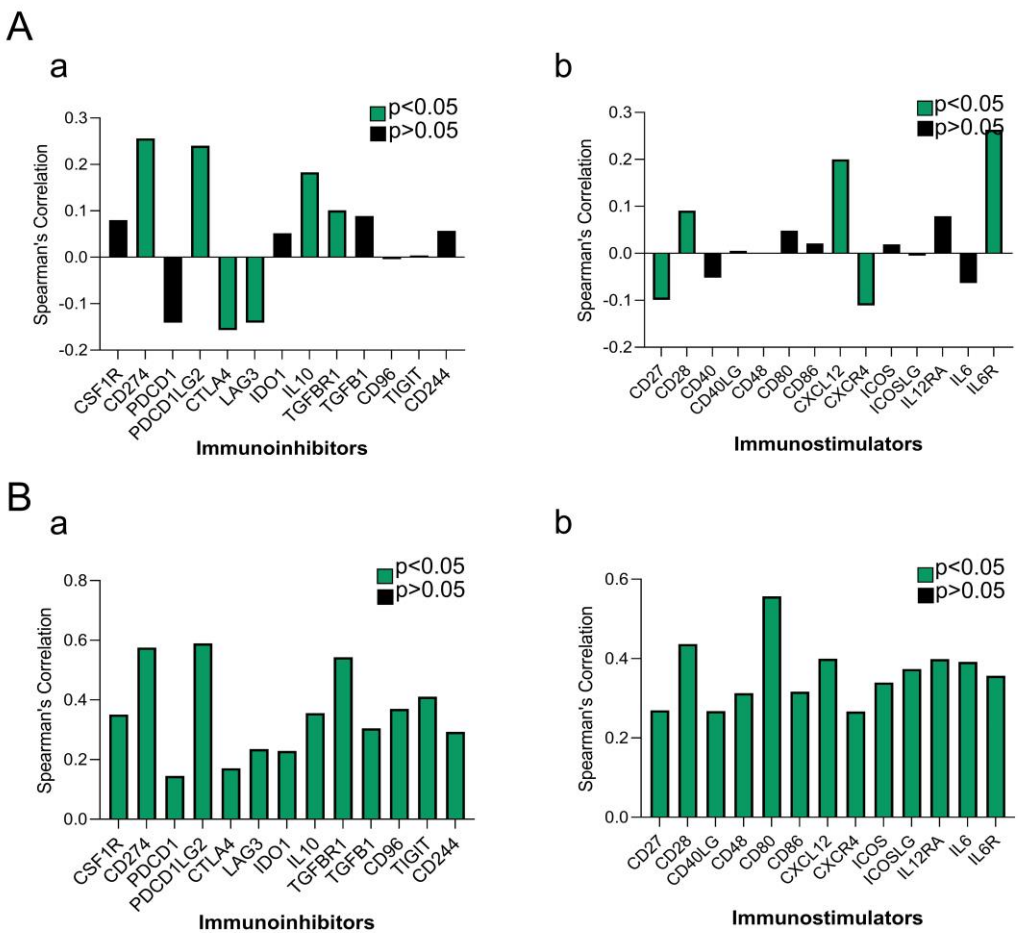 A
a
p<0.05
p>0.05
Spearman's Correlation
0.3
0.2
0.1
0.0
-0.1
-0.2
CSF1R
CD274
PDCD1
PDCD1LG2
CTLA4
LAG3
IDO1
IL10
TGFBR1
TGFB1
CD96
TIGIT
CD244
Immunoinhibitors
b
p<0.05
p>0.05
Spearman's Correlation
0.3
0.2
0.1
0.0
-0.1
-0.2
CD27
CD28
CD40
CD40LG
CD48
CD80
CD86
CXCL12
CXCR4
ICOS
ICOSLG
IL12RA
IL6
IL6R
Immunostimulators
B
a
p<0.05
p>0.05
Spearman's Correlation
0.8
0.6
0.4
0.2
0.0
CSF1R
CD274
PDCD1
PDCD1LG2
CTLA4
LAG3
IDO1
IL10
TGFBR1
TGFB1
CD96
TIGIT
CD244
Immunoinhibitors
b
p<0.05
p>0.05
Spearman's Correlation
0.6
0.4
0.2
0.0
CD27
CD28
CD40LG
CD48
CD80
CD86
CXCL12
CXCR4
ICOS
ICOSLG
IL12RA
IL6
IL6R
Immunostimulators